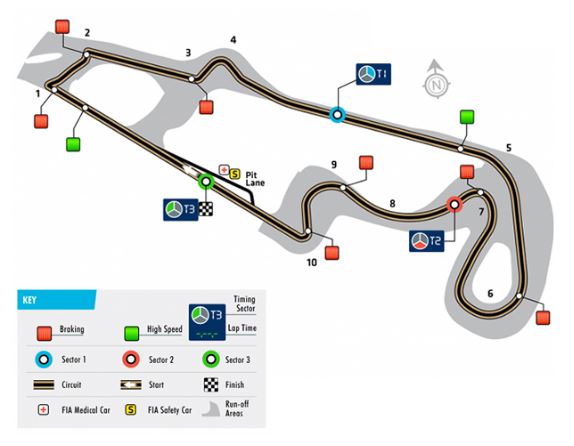 2
3
4
T1
N
1
5
Pit
Lane
S
9
T3
7
8
T2
10
6
KEY
T3
Timing
Sector
Braking
High Speed
Lap Time
Sector 1
Sector 2
Sector 3
Circuit
Start
Finish
FIA Medical Car
S
FIA Safety Car
Run-off
Areas